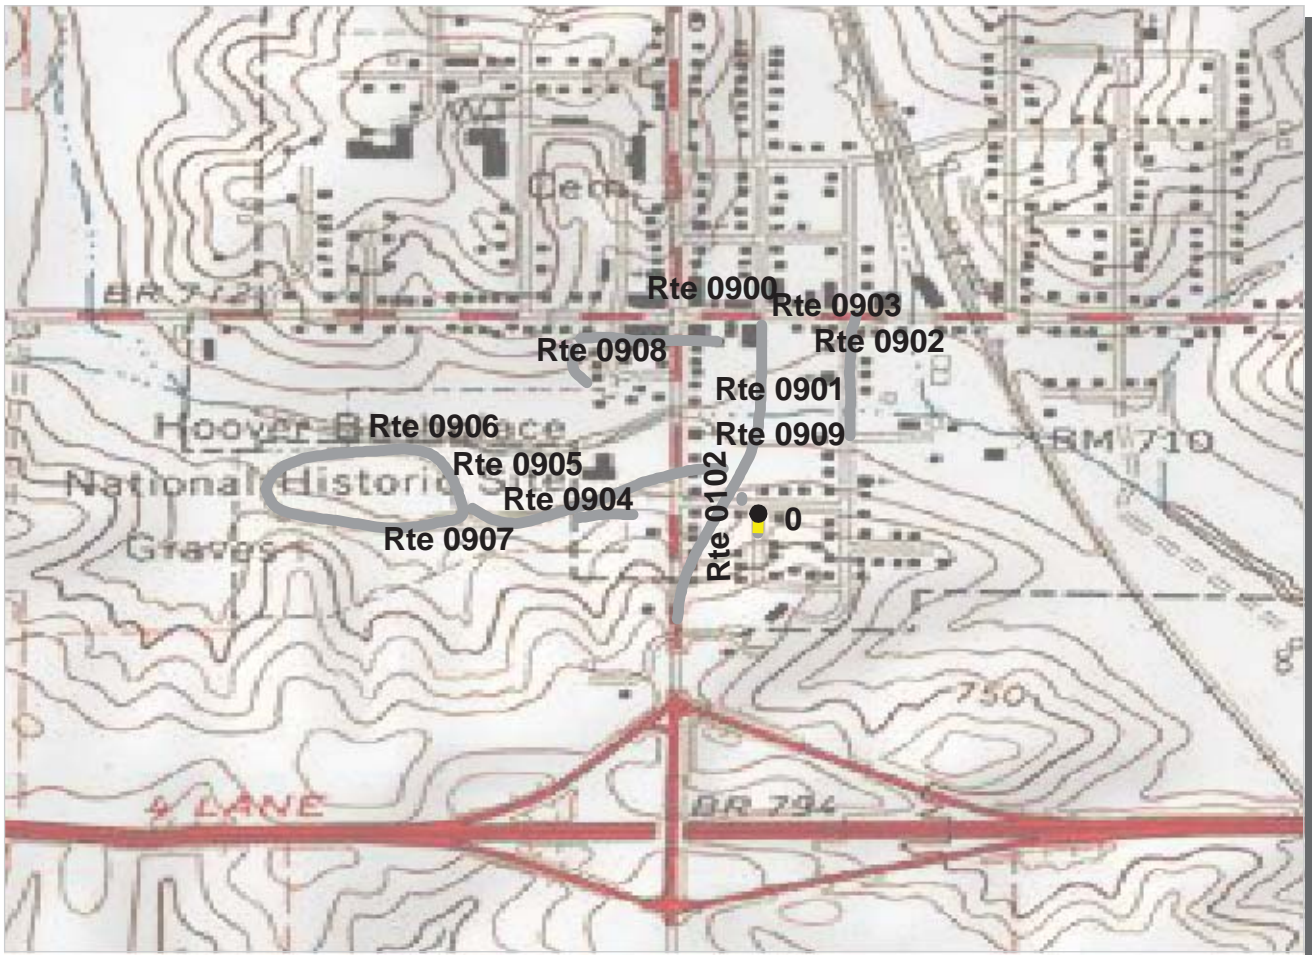 Cem
Rte 0900
BR 712
Rte 0903
Rte 0902
Rte 0908
Rte 0901
Rte 0906
Hoover Birthplace
Rte 0909
BM 710
Rte 0905
National Historic Site
Rte 0904
Rte 0102
0
Rte 0907
Graves
750
4 LANE
BR 794